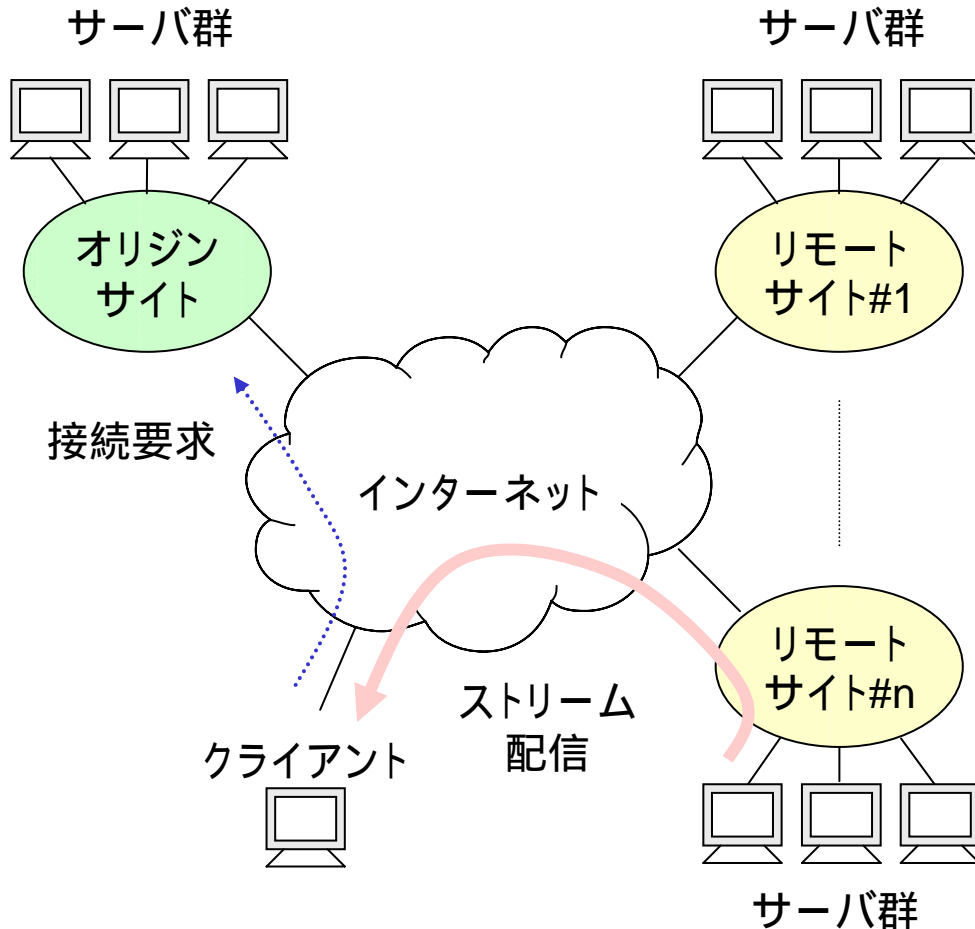 サーバ群
サーバ群
オリジン
サイト
リモート
サイト#1
接続要求
インターネット
リモート
サイト#n
ストリーム
配信
クライアント
サーバ群